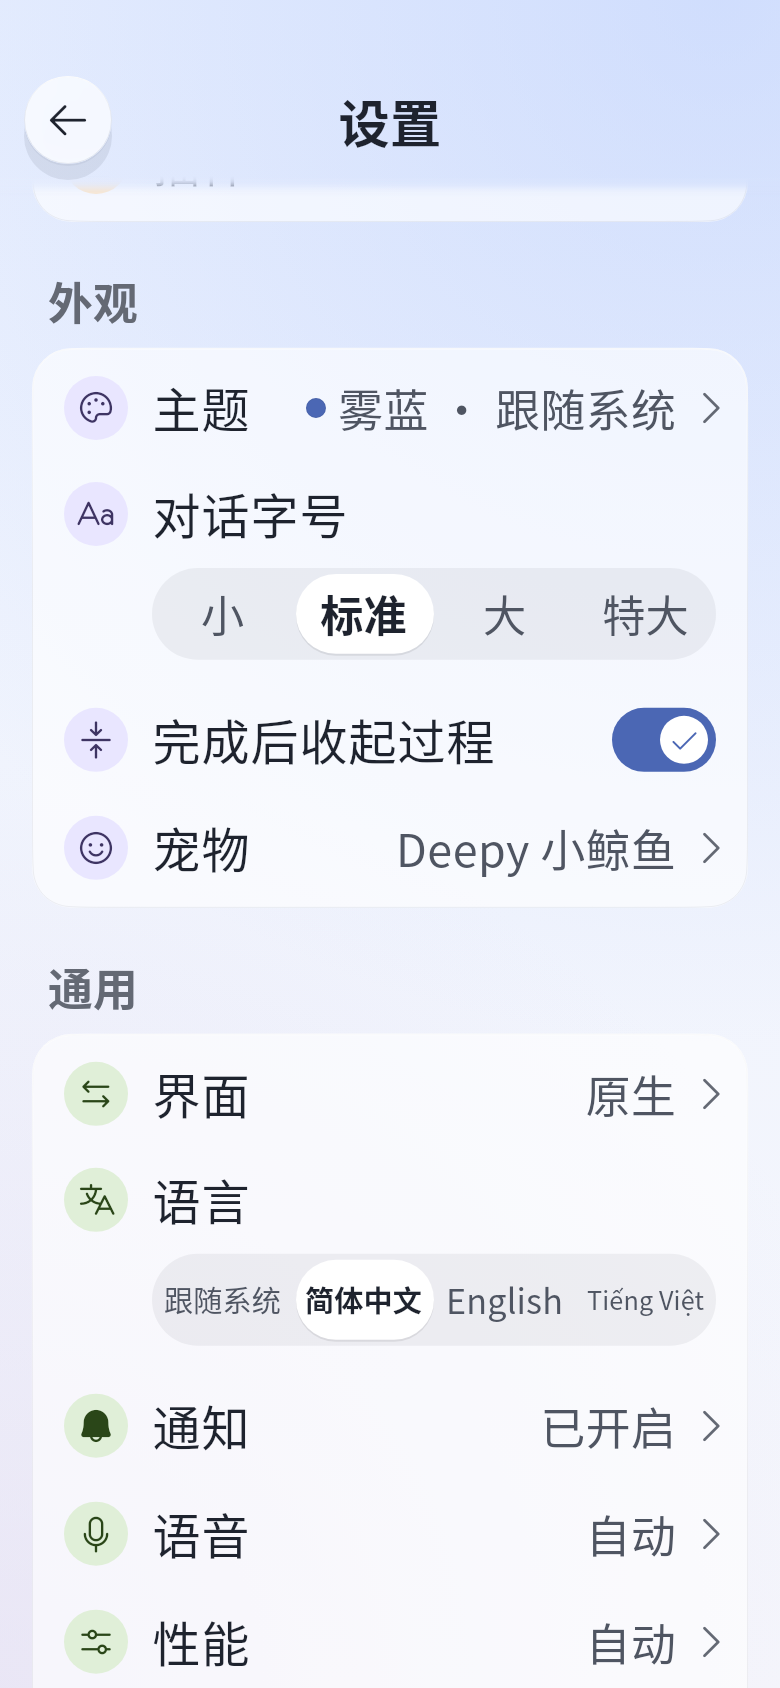 设置
外观
主题 雾蓝 · 跟随系统
对话字号
小 标准 大 特大
完成后收起过程
宠物 Deepy 小鲸鱼
通用
界面 原生
语言
跟随系统 简体中文 English Tiếng Việt
通知 已开启
语音 自动
性能 自动